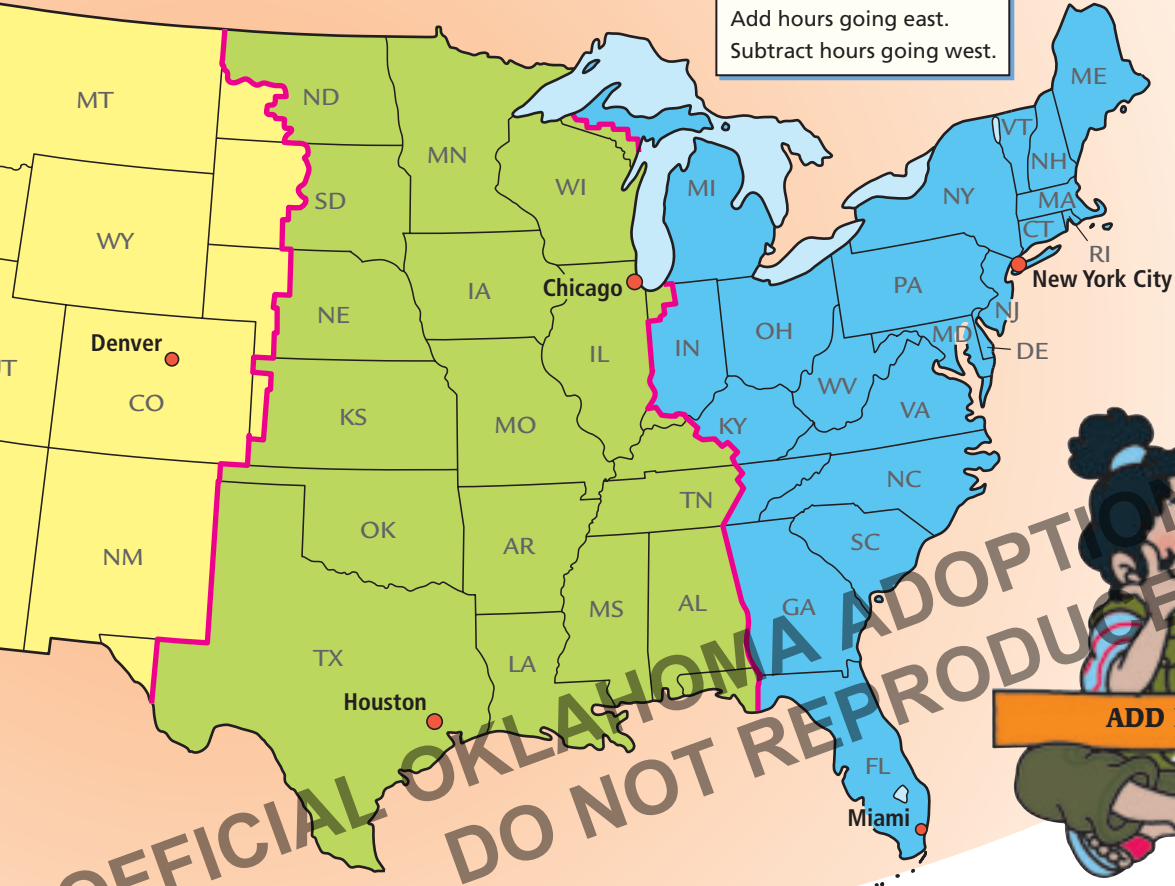 Add hours going east.
Subtract hours going west.
ME
VT
NH
MT
ND
MN
NY
MA
WI
MI
SD
CT
RI
WY
New York City
Chicago
IA
PA
NJ
NE
OH
MD
Denver
IN
IL
DE
UT
WV
CO
KS
MO
KY
VA
NC
TN
OK
AR
SC
NM
MS
AL
GA
TX
LA
Houston
ADD
FL
Miami
OFFICIAL OKLAHOMA ADOPTION
DO NOT REPRODUCE